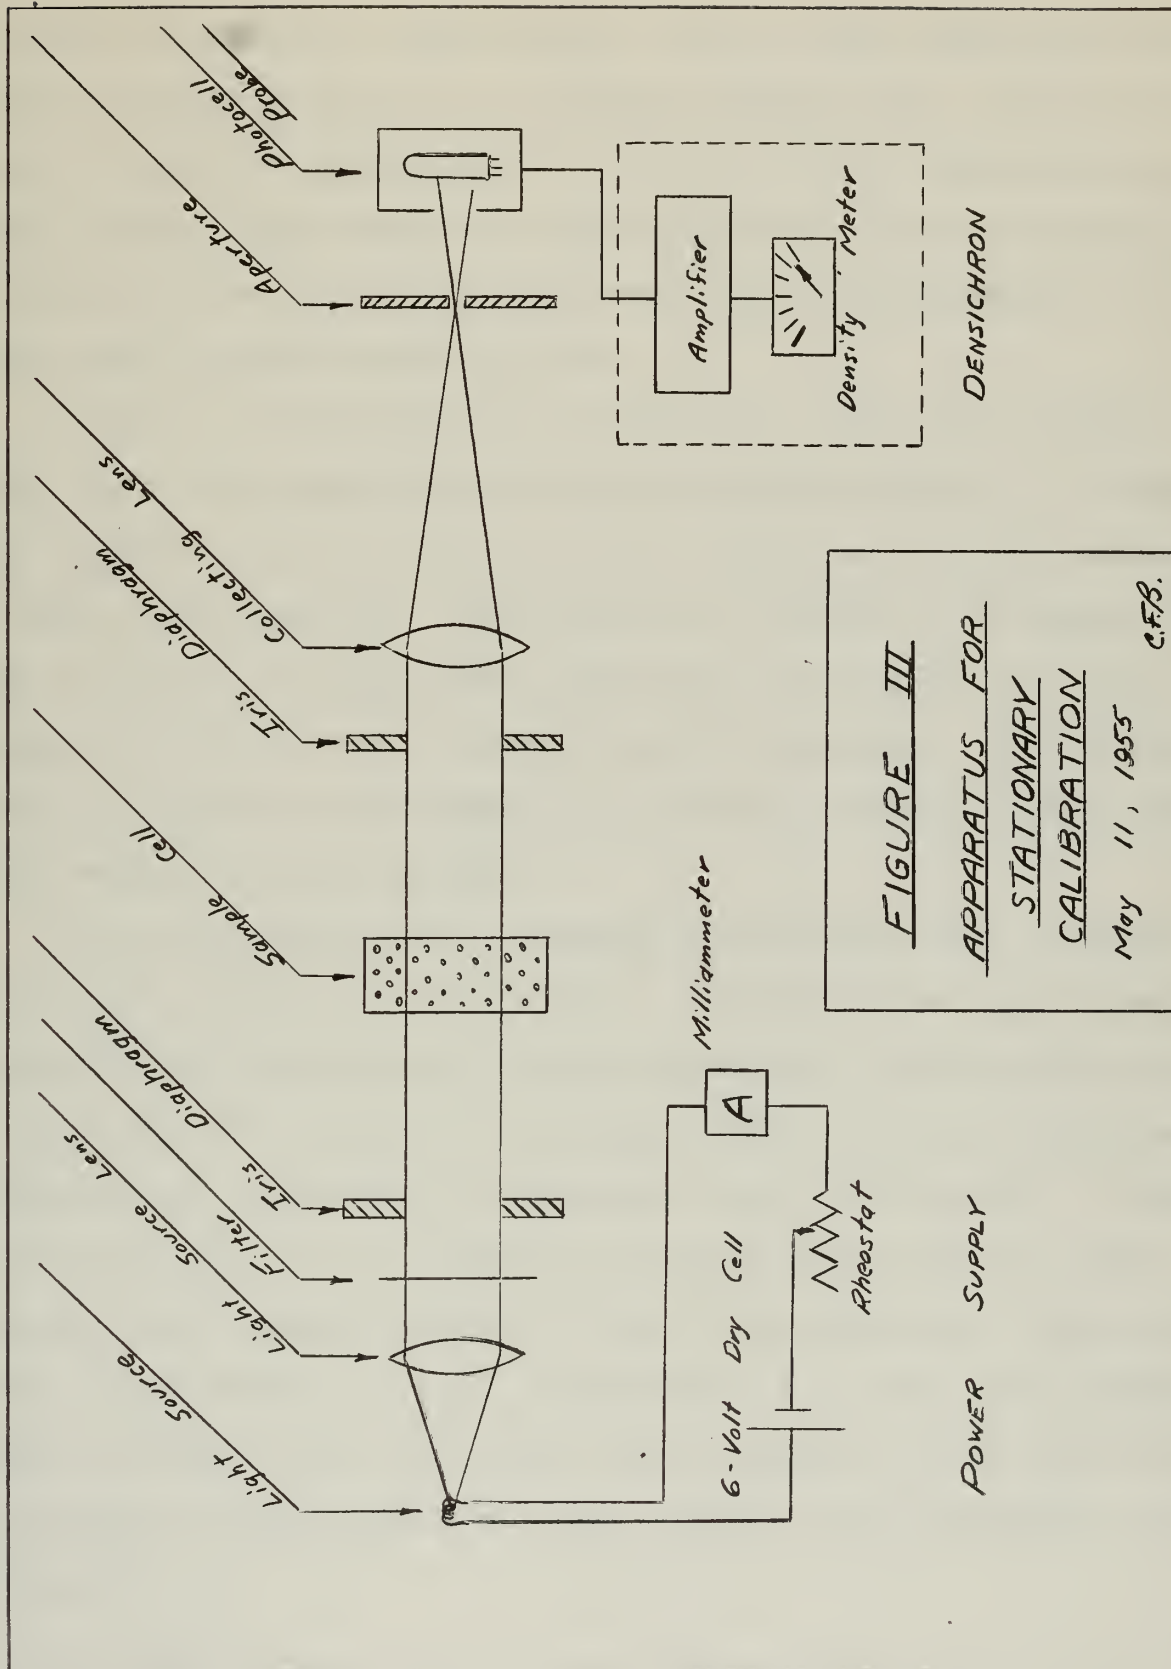 Light Source
Light Source Lens
Filter
Iris Diaphragm
Sample Cell
Iris Diaphragm
Collecting Lens
Aperture
Photocell
Probe
6-Volt Dry Cell
Milliammeter
A
Rheostat
POWER SUPPLY
Amplifier
Density Meter
DENSICHRON
FIGURE III
APPARATUS FOR
STATIONARY
CALIBRATION
May 11, 1955
C.F.B.